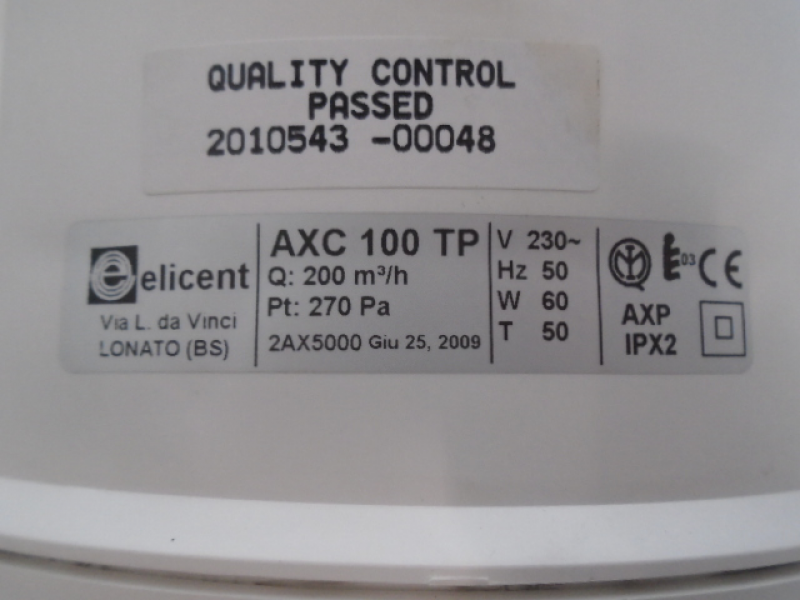 QUALITY CONTROL
PASSED
2010543 -00048
elicent
Via L. da Vinci
LONATO (BS)
AXC 100 TP
Q: 200 m³/h
Pt: 270 Pa
2AX5000 Giu 25, 2009
V 230~
Hz 50
W 60
T 50
03 CE
AXP
IPX2